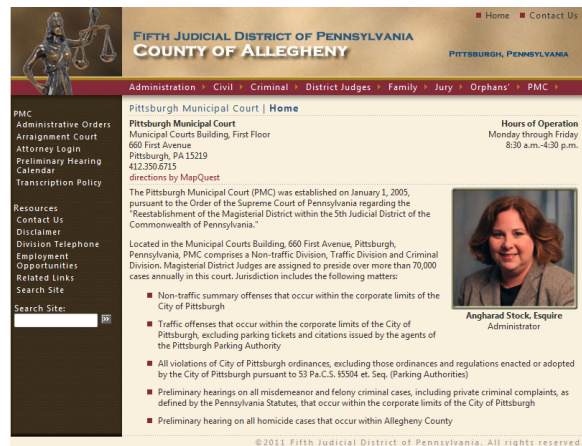 Home Contact Us
FIFTH JUDICIAL DISTRICT OF PENNSYLVANIA
COUNTY OF ALLEGHENY
PITTSBURGH, PENNSYLVANIA
Administration Civil Criminal District Judges Family Jury Orphans' PMC
PMC
Administrative Orders
Arraignment Court
Attorney Login
Preliminary Hearing
Calendar
Transcription Policy
Resources
Contact Us
Disclaimer
Division Telephone
Employment
Opportunities
Related Links
Search Site
Search Site:
Pittsburgh Municipal Court | Home
Pittsburgh Municipal Court
Municipal Courts Building, First Floor
660 First Avenue
Pittsburgh, PA 15219
412.350.6715
directions by MapQuest
Hours of Operation
Monday through Friday
8:30 a.m.-4:30 p.m.
The Pittsburgh Municipal Court (PMC) was established on January 1, 2005,
pursuant to the Order of the Supreme Court of Pennsylvania regarding the
"Reestablishment of the Magisterial District within the 5th Judicial District of the
Commonwealth of Pennsylvania."
Located in the Municipal Courts Building, 660 First Avenue, Pittsburgh,
Pennsylvania, PMC comprises a Non-traffic Division, Traffic Division and Criminal
Division. Magisterial District Judges are assigned to preside over more than 70,000
cases annually in this court. Jurisdiction includes the following matters:
Non-traffic summary offenses that occur within the corporate limits of the
City of Pittsburgh
Traffic offenses that occur within the corporate limits of the City of
Pittsburgh, excluding parking tickets and citations issued by the agents of
the Pittsburgh Parking Authority
All violations of City of Pittsburgh ordinances, excluding those ordinances and regulations enacted or adopted
by the City of Pittsburgh pursuant to 53 Pa.C.S. §5504 et. Seq. (Parking Authorities)
Preliminary hearings on all misdemeanor and felony criminal cases, including private criminal complaints, as
defined by the Pennsylvania Statutes, that occur within the corporate limits of the City of Pittsburgh
Preliminary hearing on all homicide cases that occur within Allegheny County
Angharad Stock, Esquire
Administrator
©2011 Fifth Judicial District of Pennsylvania. All rights reserved.